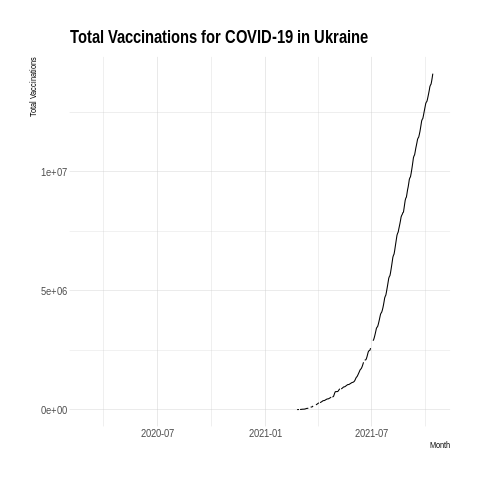 Total Vaccinations for COVID-19 in Ukraine
Total Vaccinations
1e+07
5e+06
0e+00
2020-07 2021-01 2021-07
Month